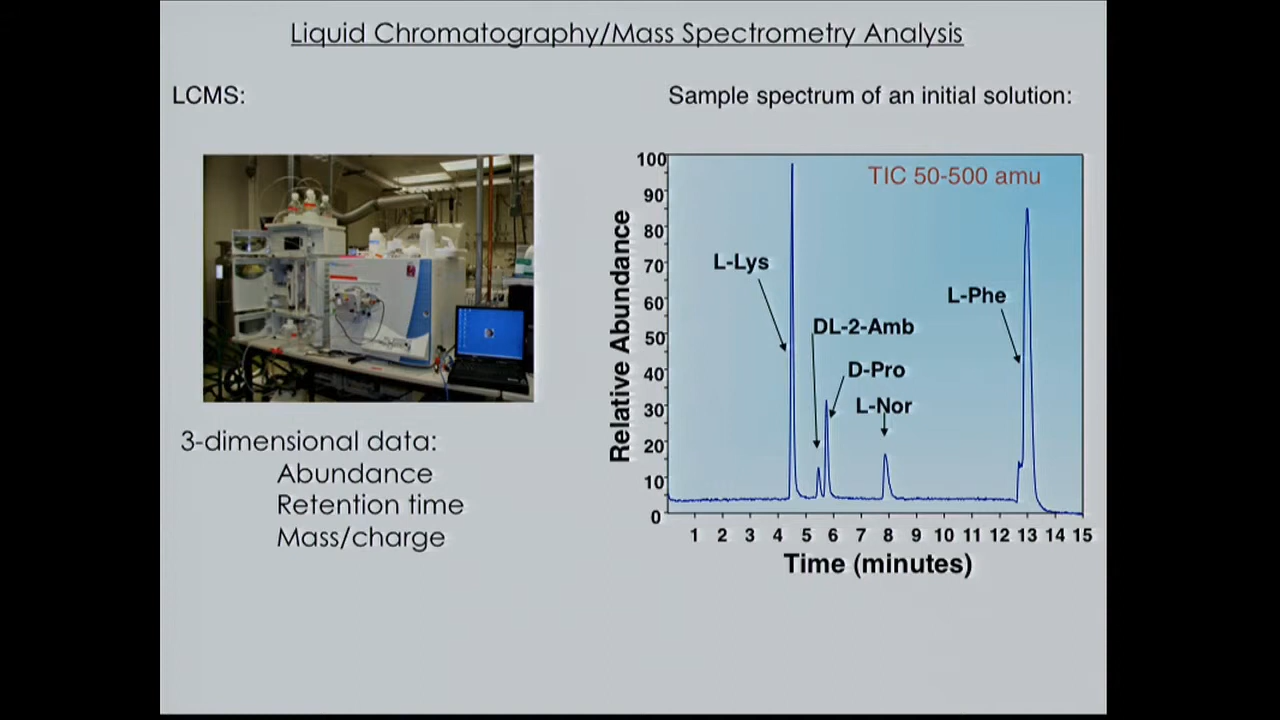 Liquid Chromatography/Mass Spectrometry Analysis
LCMS:
3-dimensional data:
Abundance
Retention time
Mass/charge
Sample spectrum of an initial solution:
TIC 50-500 amu
Relative Abundance
100
90
80
70
60
50
40
30
20
10
0
L-Lys
DL-2-Amb
D-Pro
L-Nor
L-Phe
1 2 3 4 5 6 7 8 9 10 11 12 13 14 15
Time (minutes)